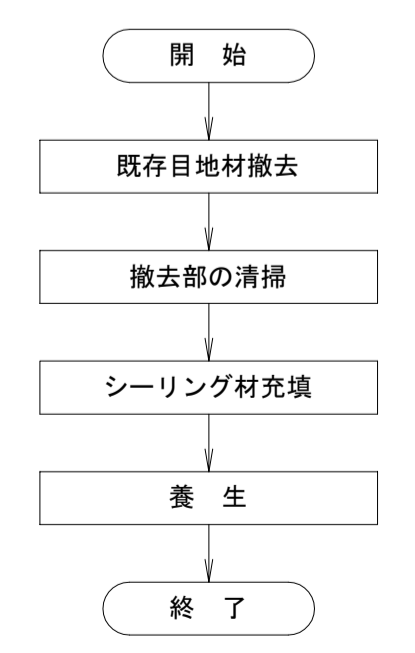 開　始
既存目地材撤去
撤去部の清掃
シーリング材充填
養　生
終　了